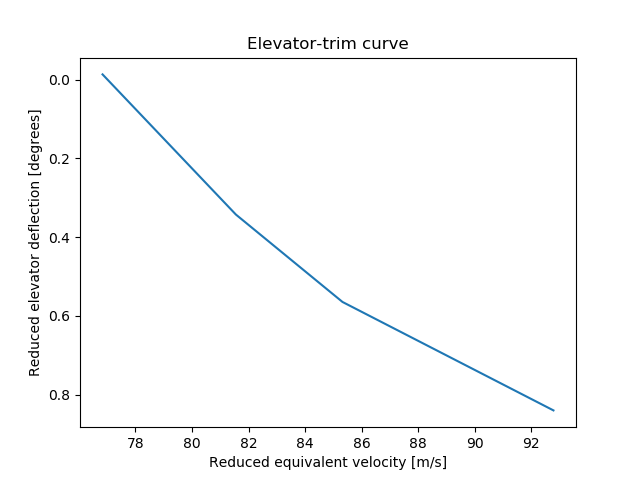 Elevator-trim curve
Reduced elevator deflection [degrees]
0.0
0.2
0.4
0.6
0.8
78 80 82 84 86 88 90 92
Reduced equivalent velocity [m/s]